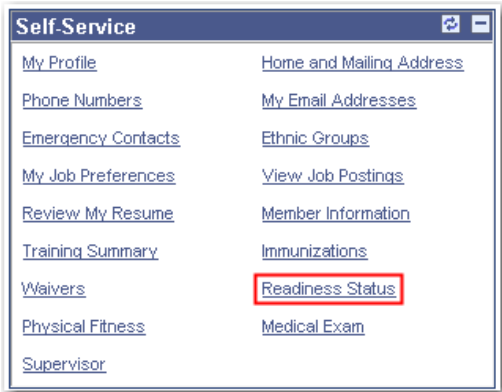 Self-Service
My Profile Home and Mailing Address
Phone Numbers My Email Addresses
Emergency Contacts Ethnic Groups
My Job Preferences View Job Postings
Review My Resume Member Information
Training Summary Immunizations
Waivers Readiness Status
Physical Fitness Medical Exam
Supervisor